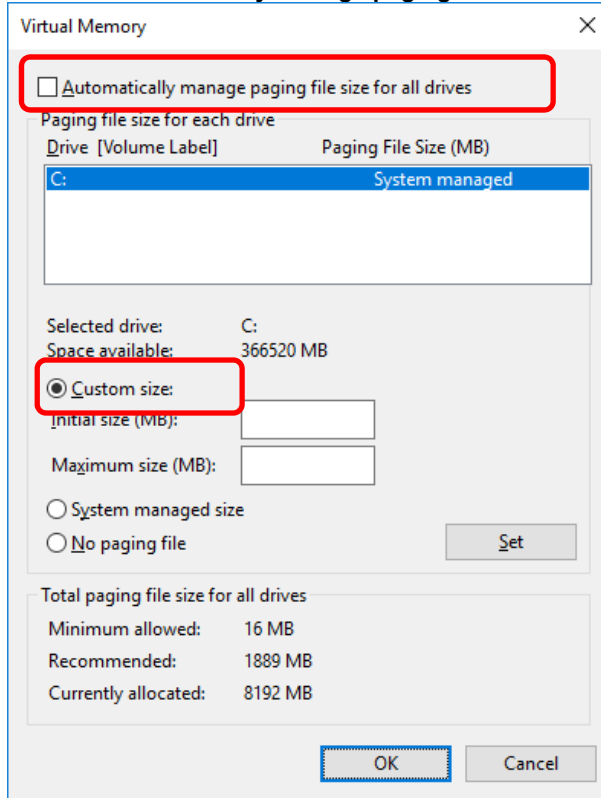 Virtual Memory
Automatically manage paging file size for all drives
Paging file size for each drive
Drive [Volume Label] Paging File Size (MB)
C: System managed
Selected drive: C:
Space available: 366520 MB
Custom size:
Initial size (MB):
Maximum size (MB):
System managed size
No paging file Set
Total paging file size for all drives
Minimum allowed: 16 MB
Recommended: 1889 MB
Currently allocated: 8192 MB
OK Cancel